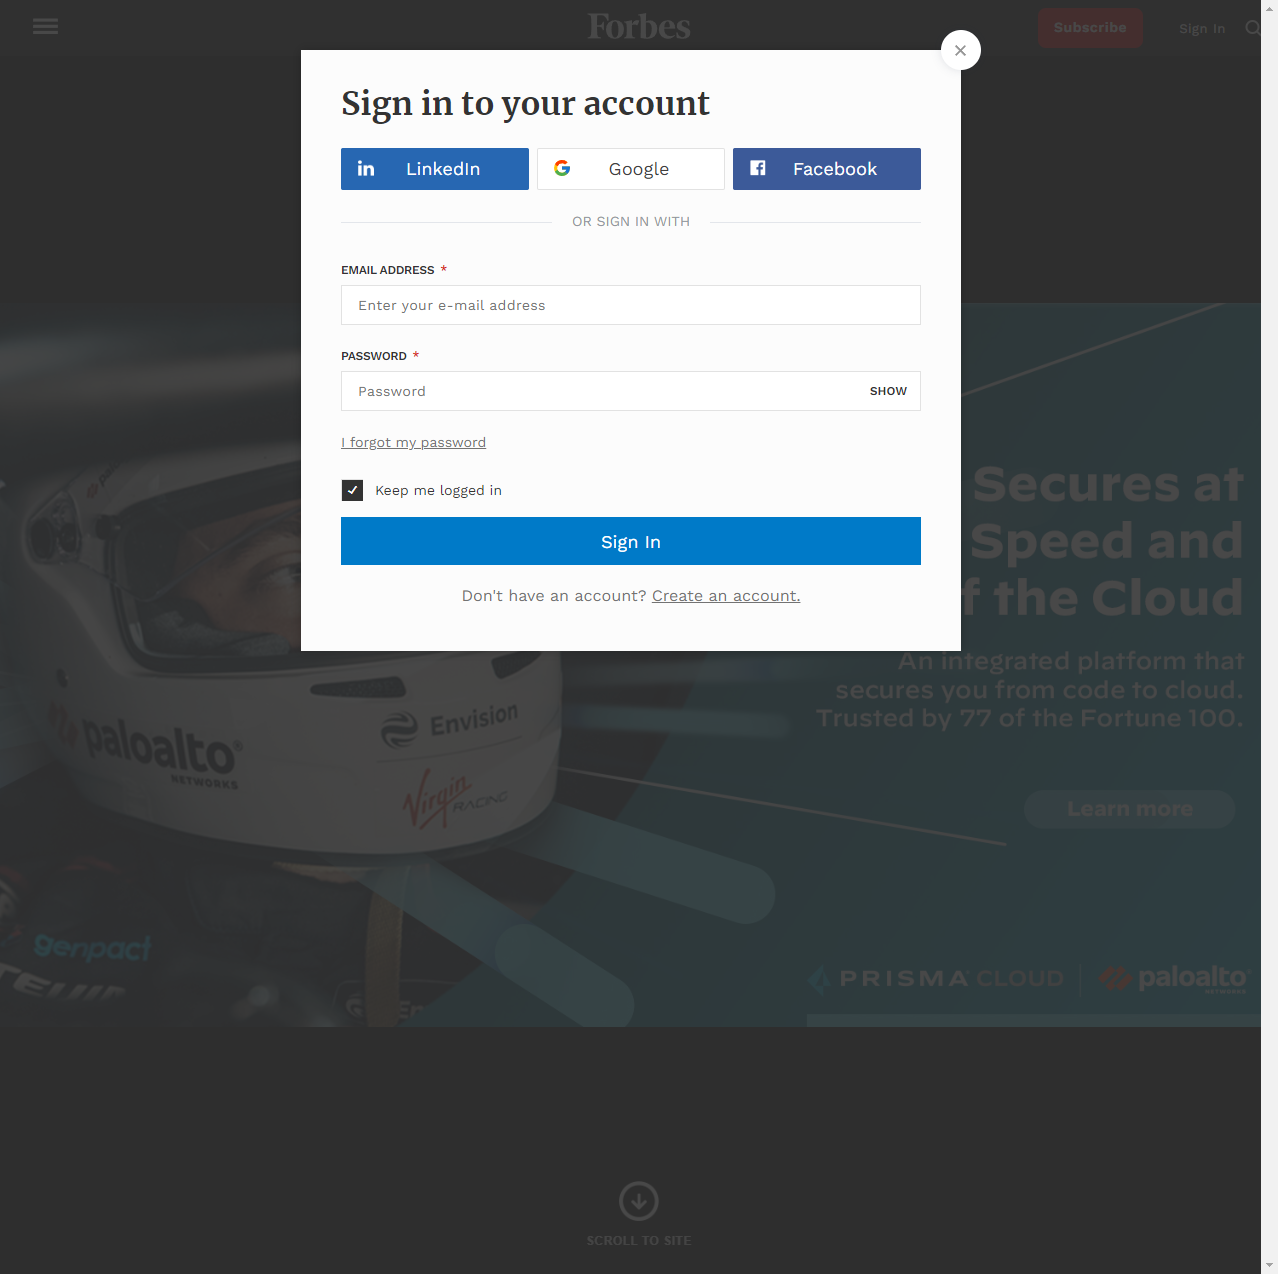 Forbes
Subscribe
Sign In
Sign in to your account
LinkedIn
Google
Facebook
OR SIGN IN WITH
EMAIL ADDRESS *
Enter your e-mail address
PASSWORD *
Password
SHOW
I forgot my password
Keep me logged in
Sign In
Don't have an account? Create an account.
Secures at
Speed and
f the Cloud
An integrated platform that
secures you from code to cloud.
Trusted by 77 of the Fortune 100.
Learn more
paloalto®
NETWORKS
Envision
Virgin
RACING
genpact
PRISMA® CLOUD
paloalto®
NETWORKS
SCROLL TO SITE